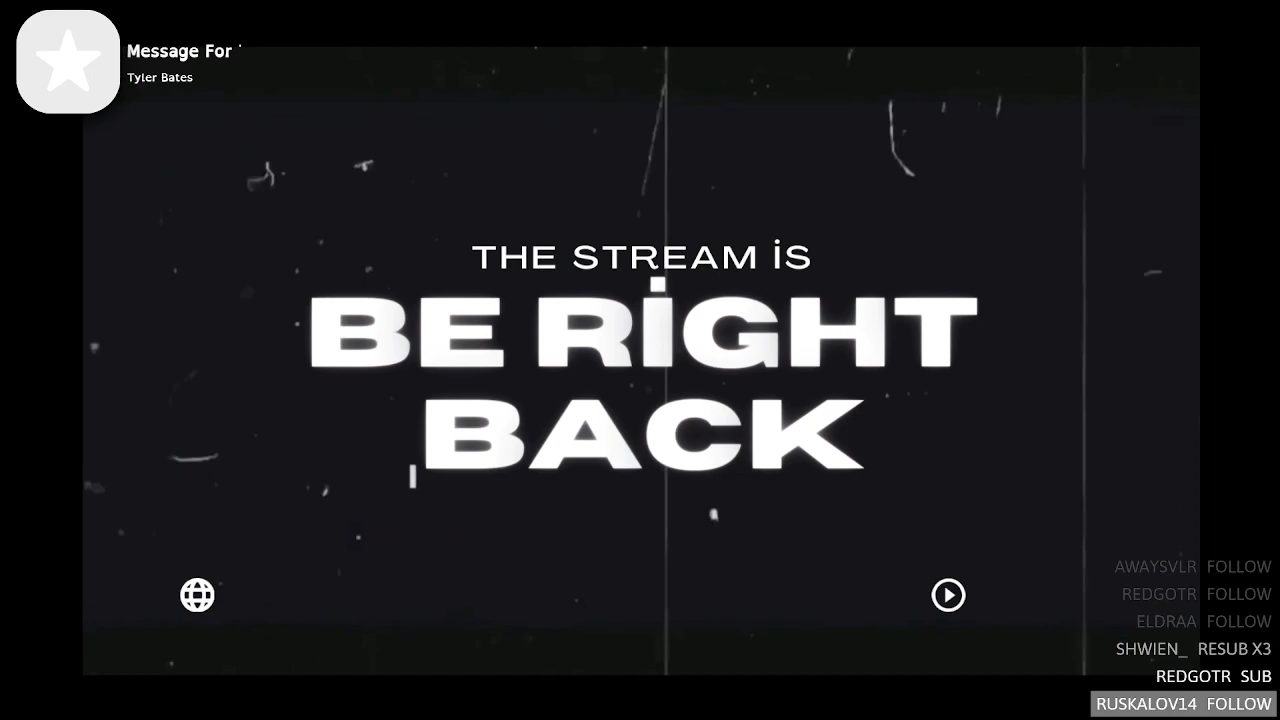 Message For
Tyler Bates
THE STREAM İS
BE RİGHT
BACK
AWAYSVLR FOLLOW
REDGOTR FOLLOW
ELDRAA FOLLOW
SHWIEN_ RESUB X3
REDGOTR SUB
RUSKALOV14 FOLLOW